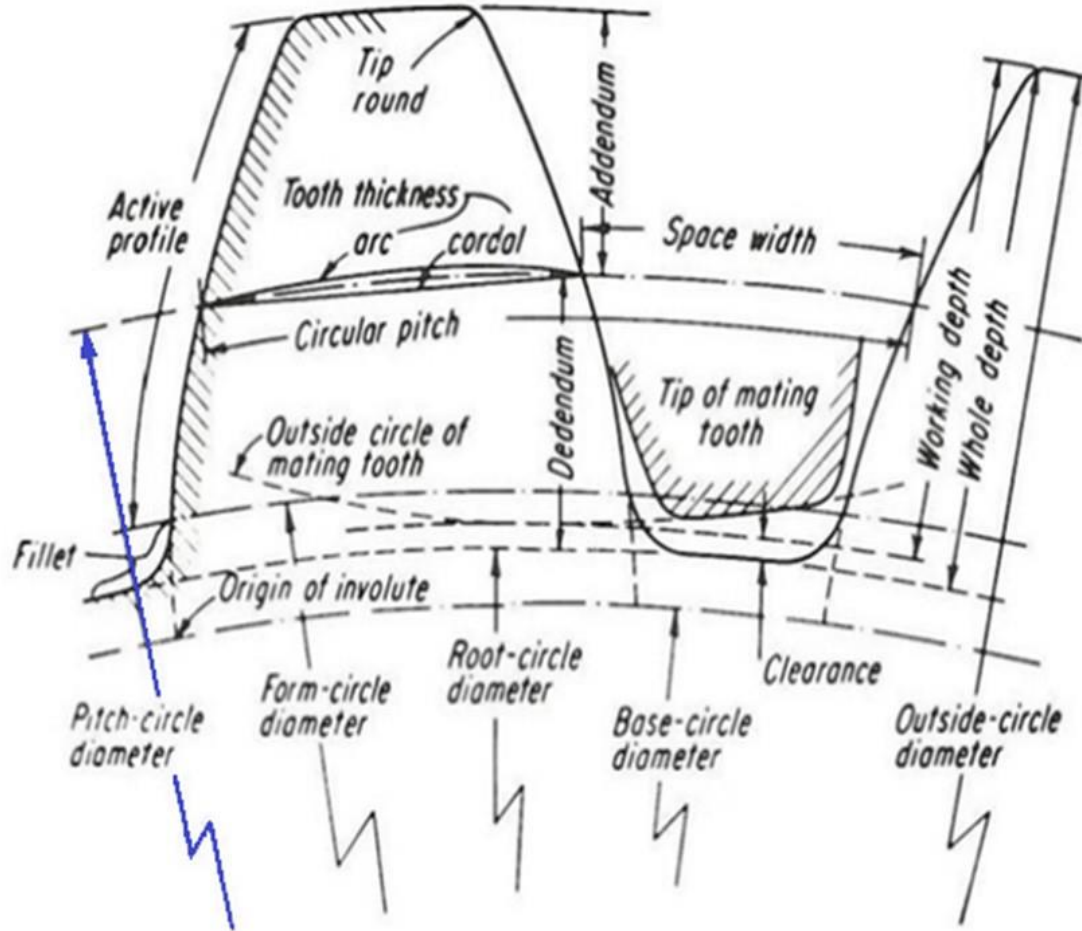 Tip
round
Addendum
Active
profile
Tooth thickness
arc
cordal
Space width
Circular pitch
Dedendum
Tip of mating
tooth
Working depth
Whole depth
Outside circle of
mating tooth
Fillet
Origin of involute
Pitch-circle
diameter
Form-circle
diameter
Root-circle
diameter
Base-circle
diameter
Clearance
Outside-circle
diameter